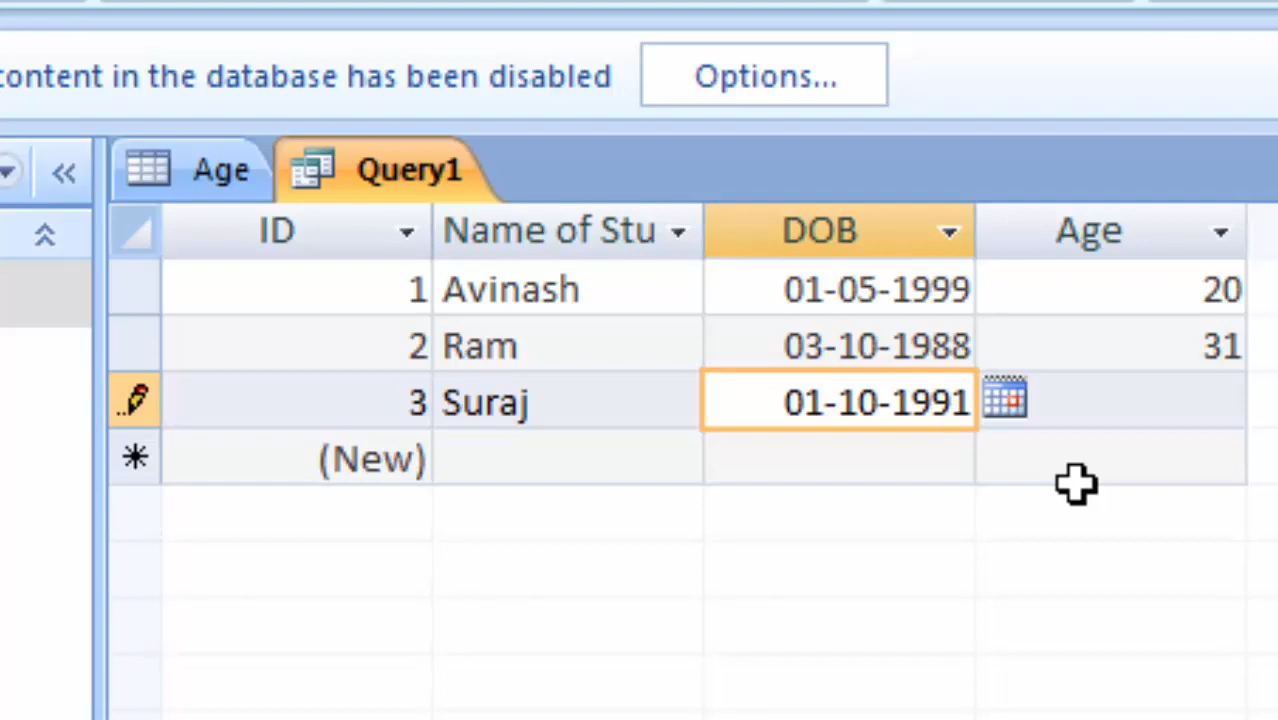 content in the database has been disabled Options...
Age Query1
ID Name of Stu DOB Age
1 Avinash 01-05-1999 20
2 Ram 03-10-1988 31
3 Suraj 01-10-1991
(New)